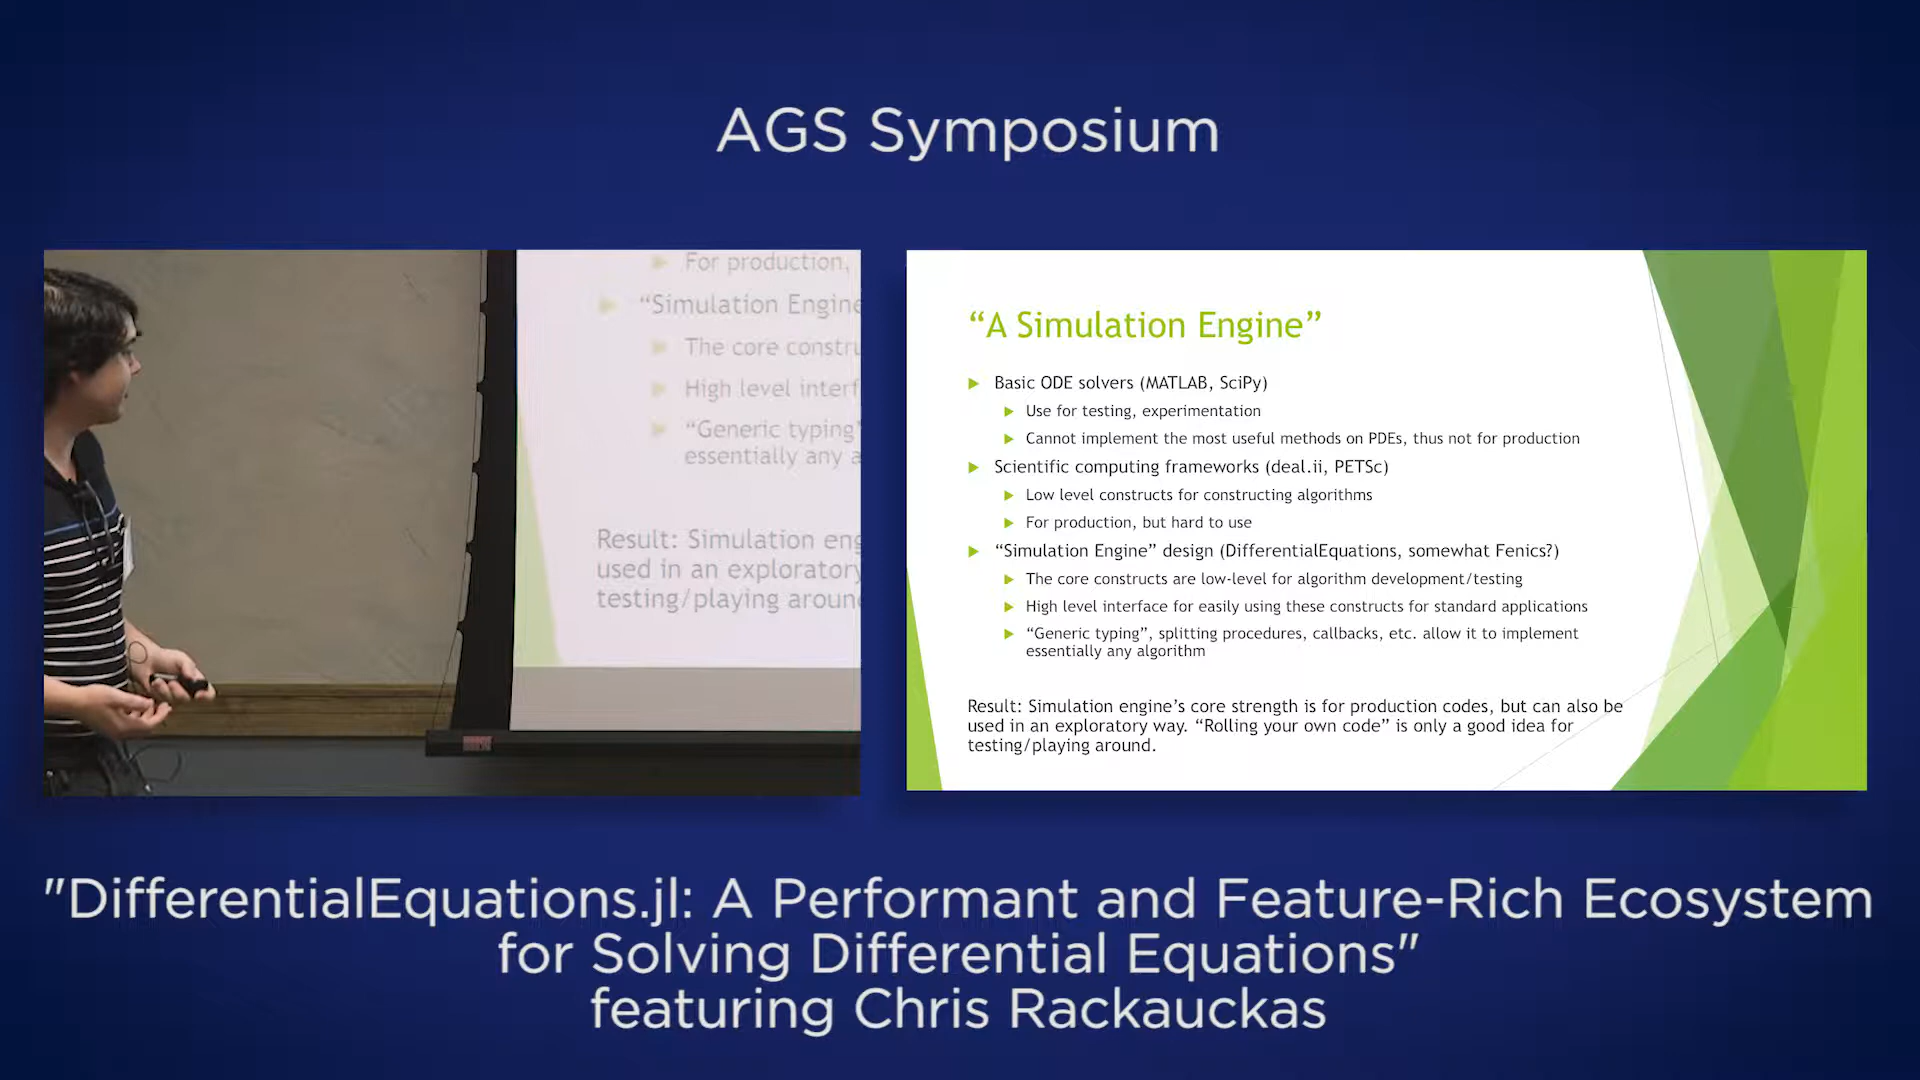 AGS Symposium
For production,
“Simulation Engine
The core constru
High level interf
“Generic typing”
essentially any a
Result: Simulation eng
used in an exploratory
testing/playing around
“A Simulation Engine”
Basic ODE solvers (MATLAB, SciPy)
Use for testing, experimentation
Cannot implement the most useful methods on PDEs, thus not for production
Scientific computing frameworks (deal.ii, PETSc)
Low level constructs for constructing algorithms
For production, but hard to use
“Simulation Engine” design (DifferentialEquations, somewhat Fenics?)
The core constructs are low-level for algorithm development/testing
High level interface for easily using these constructs for standard applications
“Generic typing”, splitting procedures, callbacks, etc. allow it to implement
essentially any algorithm
Result: Simulation engine’s core strength is for production codes, but can also be
used in an exploratory way. “Rolling your own code” is only a good idea for
testing/playing around.
"DifferentialEquations.jl: A Performant and Feature-Rich Ecosystem
for Solving Differential Equations"
featuring Chris Rackauckas